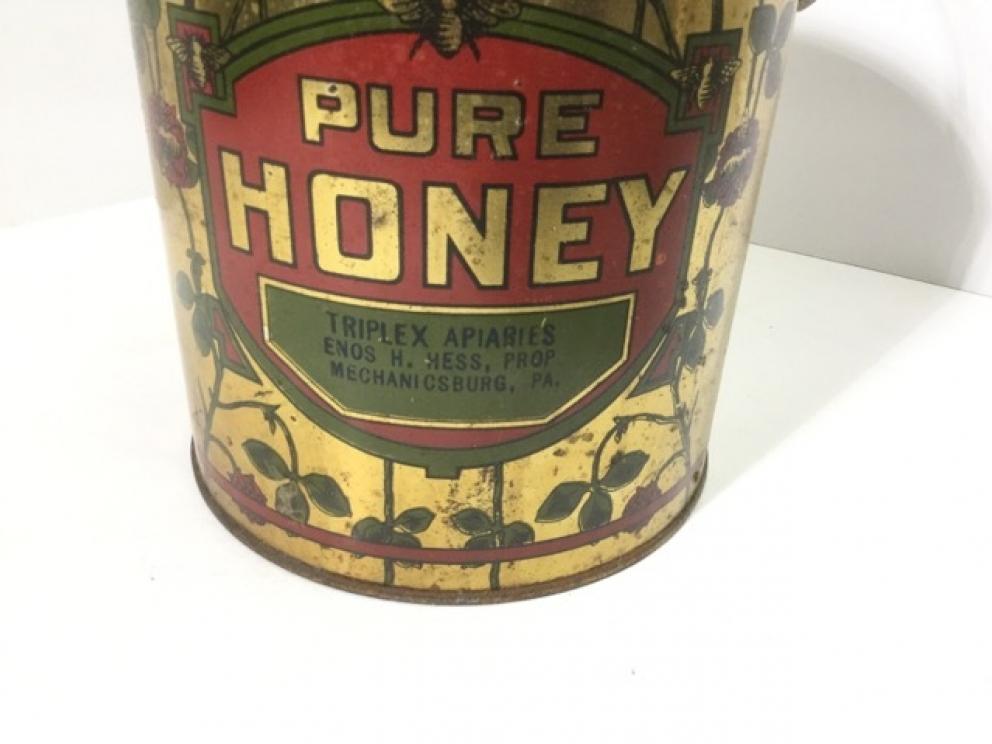 PURE
HONEY
TRIPLEX APIARIES
ENOS H. HESS, PROP
MECHANICSBURG, PA.